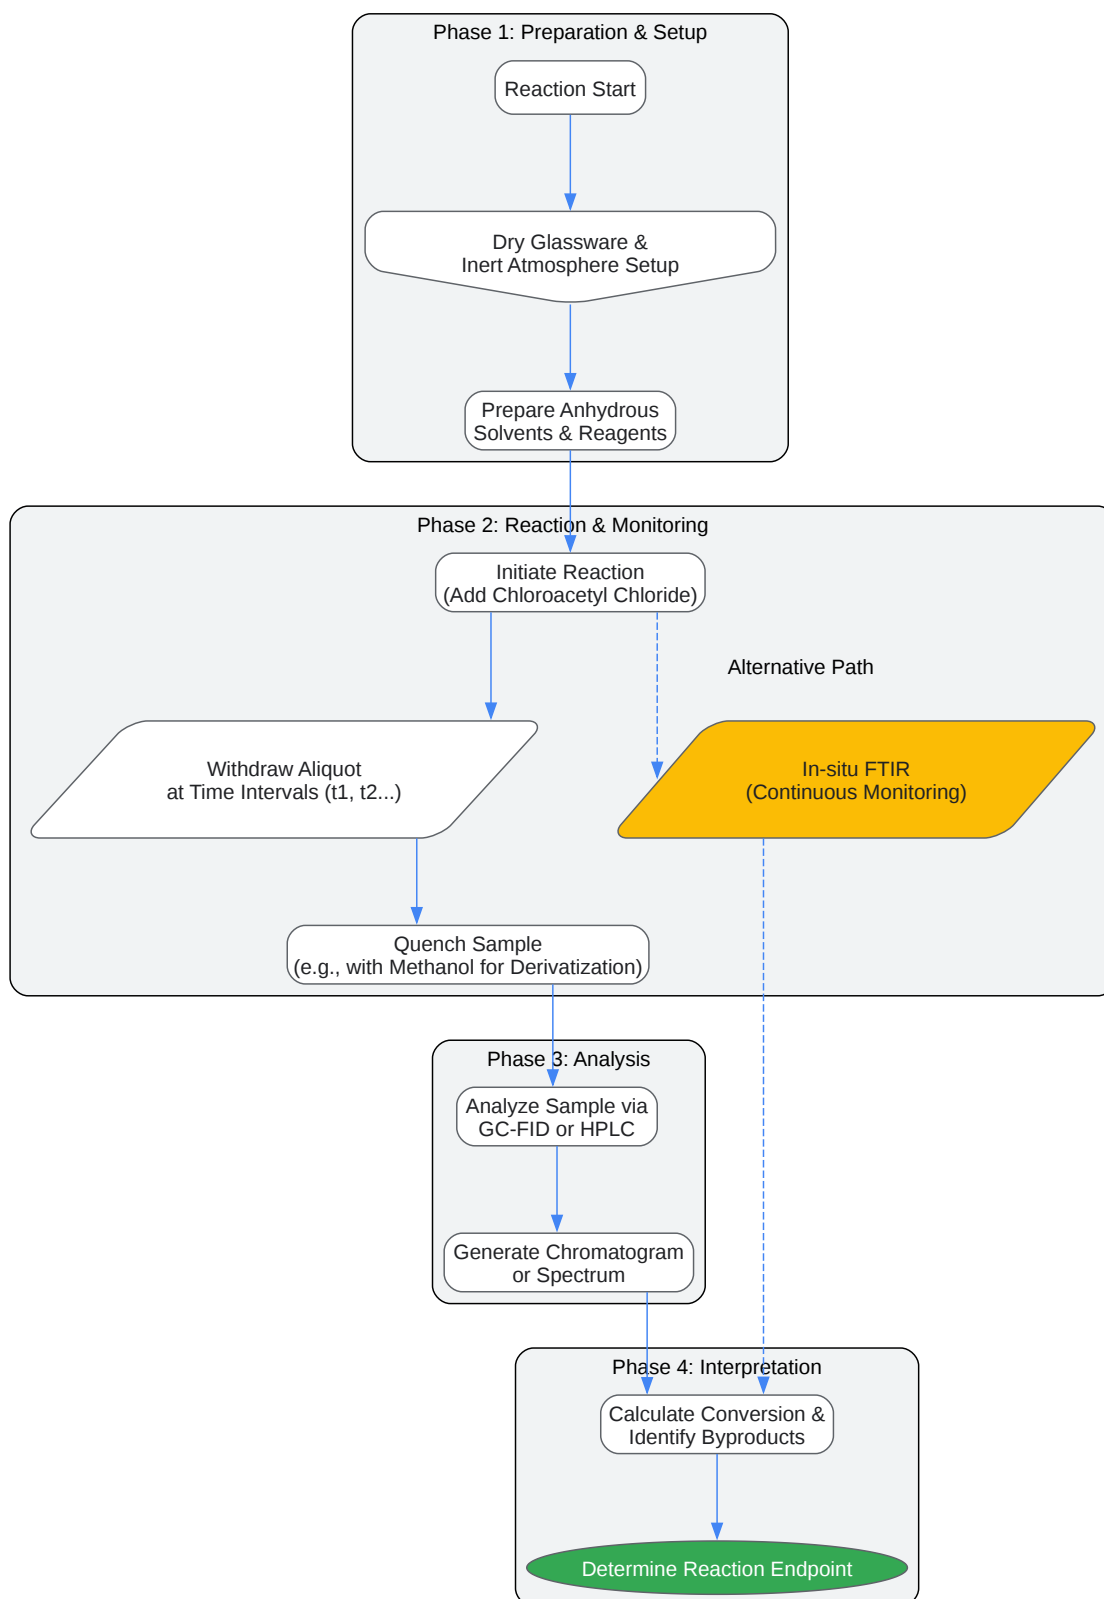 Phase 1: Preparation & Setup
Reaction Start
Dry Glassware &
Inert Atmosphere Setup
Prepare Anhydrous
Solvents & Reagents
Phase 2: Reaction & Monitoring
Initiate Reaction
(Add Chloroacetyl Chloride)
Alternative Path
Withdraw Aliquot
at Time Intervals (t1, t2...)
In-situ FTIR
(Continuous Monitoring)
Quench Sample
(e.g., with Methanol for Derivatization)
Phase 3: Analysis
Analyze Sample via
GC-FID or HPLC
Generate Chromatogram
or Spectrum
Phase 4: Interpretation
Calculate Conversion &
Identify Byproducts
Determine Reaction Endpoint